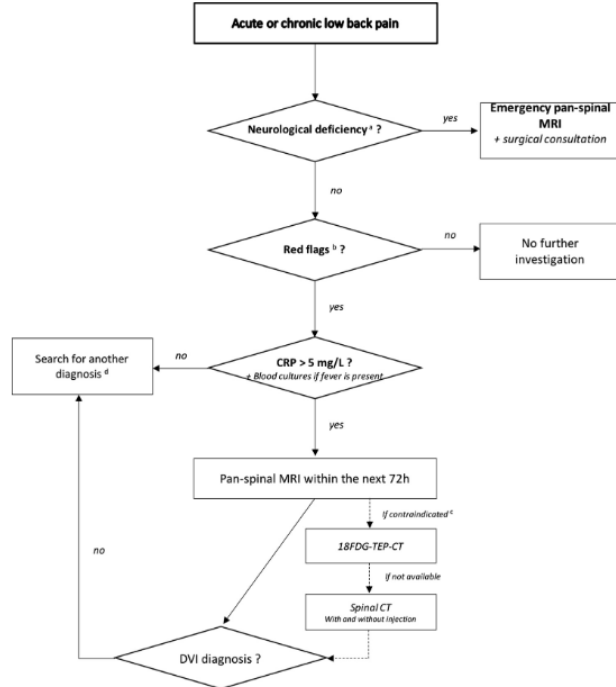 Acute or chronic low back pain
Neurological deficiency ᵃ ?
yes
Emergency pan-spinal
MRI
+ surgical consultation
no
Red flags ᵇ ?
no
No further
investigation
yes
Search for another
diagnosis ᵈ
no
CRP > 5 mg/L ?
+ Blood cultures if fever is present
yes
Pan-spinal MRI within the next 72h
If contraindicated ᶜ
no
18FDG-TEP-CT
If not available
Spinal CT
With and without injection
DVI diagnosis ?